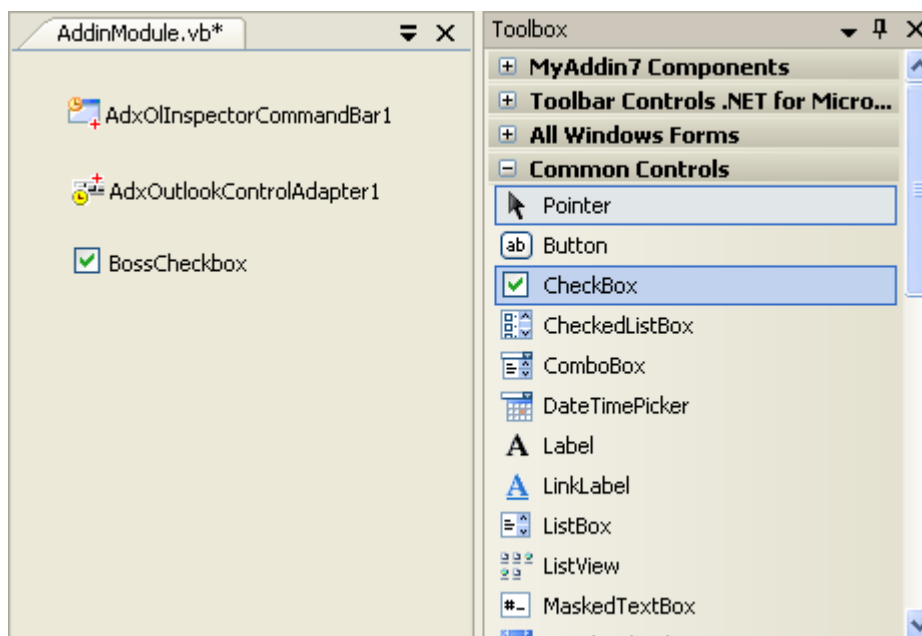 AddinModule.vb*
AdxOlInspectorCommandBar1
AdxOutlookControlAdapter1
BossCheckbox
Toolbox
MyAddin7 Components
Toolbar Controls .NET for Micro...
All Windows Forms
Common Controls
Pointer
ab Button
CheckBox
CheckedListBox
ComboBox
DateTimePicker
A Label
A LinkLabel
ListBox
ListView
#_ MaskedTextBox